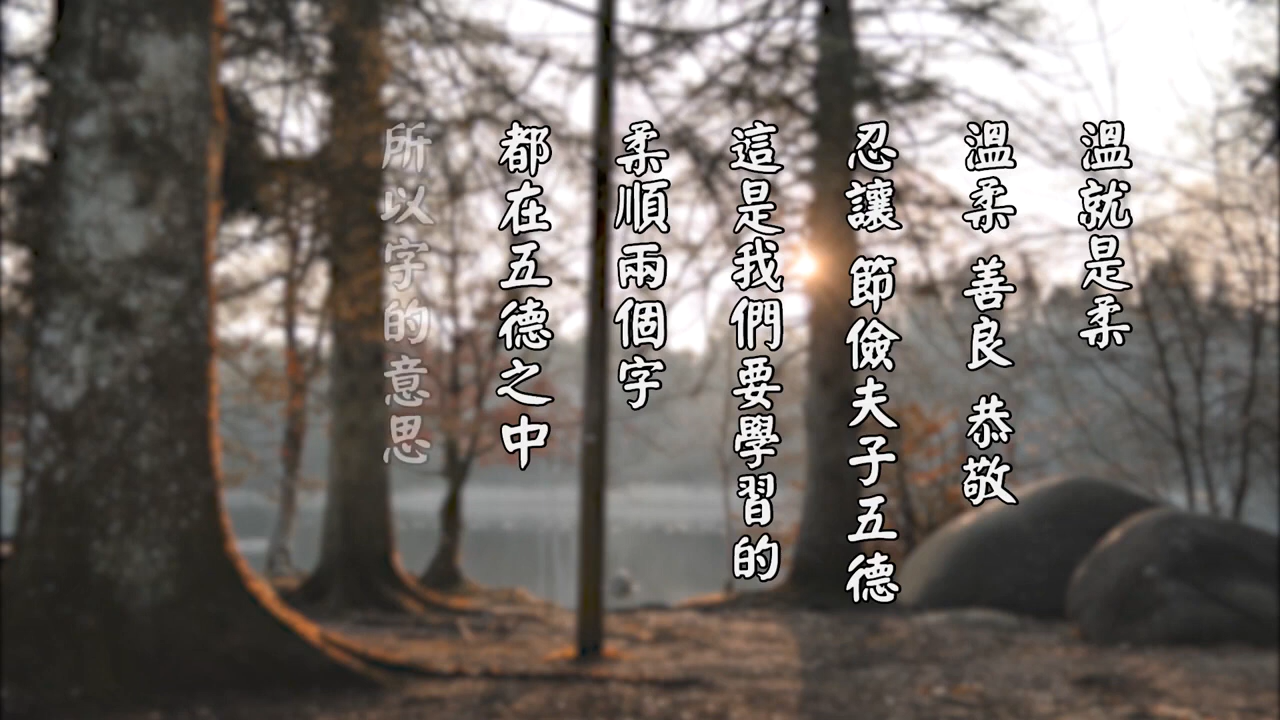 溫就是柔
溫柔 善良 恭敬
忍讓 節儉夫子五德
這是我們要學習的
柔順兩個字
都在五德之中
所以字的意思